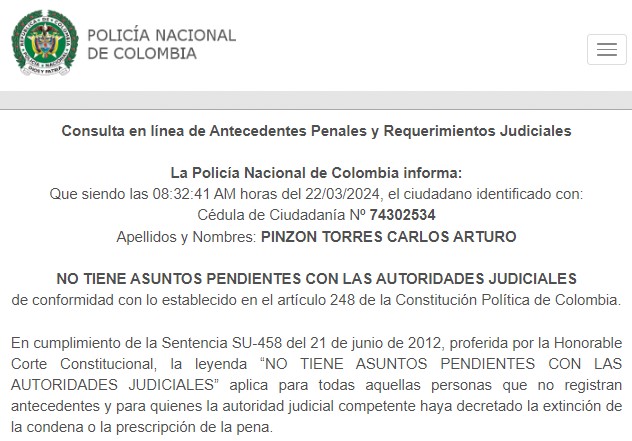 POLICÍA NACIONAL
DE COLOMBIA
Consulta en línea de Antecedentes Penales y Requerimientos Judiciales
La Policía Nacional de Colombia informa:
Que siendo las 08:32:41 AM horas del 22/03/2024, el ciudadano identificado con:
Cédula de Ciudadanía Nº 74302534
Apellidos y Nombres: PINZON TORRES CARLOS ARTURO
NO TIENE ASUNTOS PENDIENTES CON LAS AUTORIDADES JUDICIALES
de conformidad con lo establecido en el artículo 248 de la Constitución Política de Colombia.
En cumplimiento de la Sentencia SU-458 del 21 de junio de 2012, proferida por la Honorable
Corte Constitucional, la leyenda “NO TIENE ASUNTOS PENDIENTES CON LAS
AUTORIDADES JUDICIALES” aplica para todas aquellas personas que no registran
antecedentes y para quienes la autoridad judicial competente haya decretado la extinción de
la condena o la prescripción de la pena.